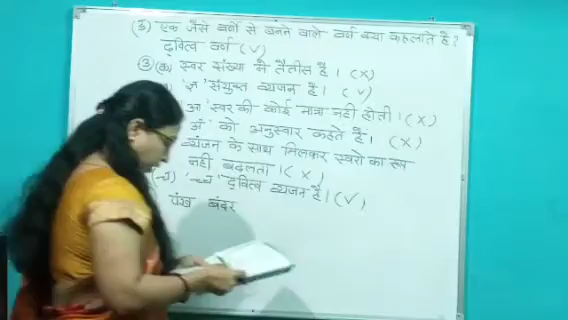 (ड) एक जैसे वर्णो से बनने वाले वर्ण क्या कहलाते है?
द्वित्व वर्ण (✓)
③ (क) स्वर संख्या मे तैतीस है। (X)
'ज्ञ' संयुक्त व्यंजन है। (✓)
'आ' स्वर की कोई मात्रा नही होती। (X)
'अं' को अनुस्वार कहते है। (X)
व्यंजन के साथ मिलकर स्वरो का रूप
नही बदलता। (X)
'च्च' द्वित्व व्यंजन है। (✓)
पंख बंदर